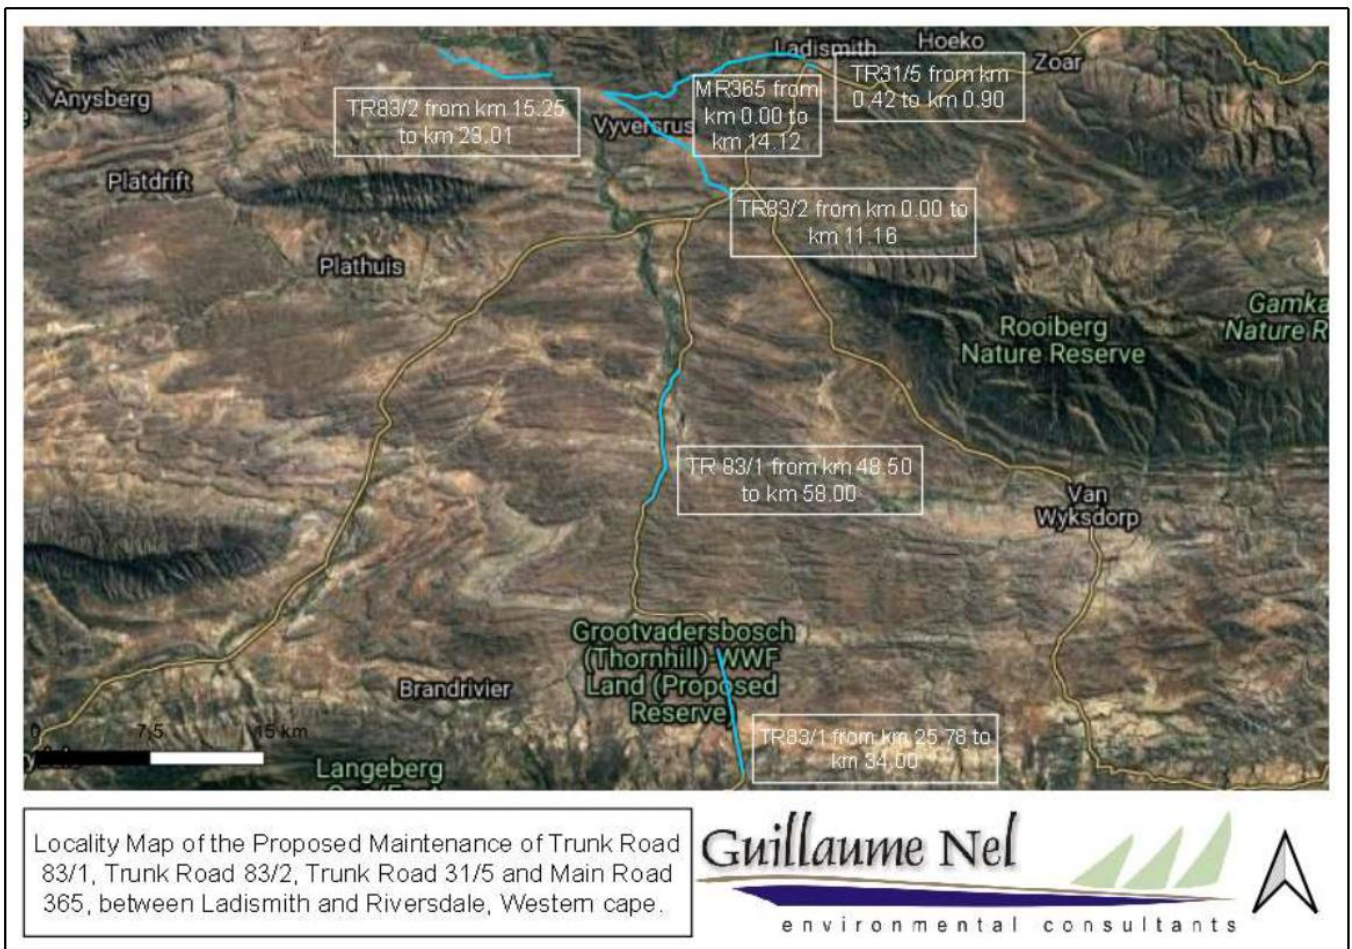 Ladismith
Hoeko
Zoar
Anysberg
TR83/2 from km 15.25
to km 23.01
MR365 from
km 0.00 to
km 14.12
TR31/5 from km
0.42 to km 0.90
Vyversrus
Platdrift
TR83/2 from km 0.00 to
km 11.16
Plathuis
Rooiberg
Nature Reserve
Gamka
Nature R
TR 83/1 from km 48.50
to km 58.00
Van
Wyksdorp
Grootvadersbosch
(Thornhill)-WWF
Land (Proposed
Reserve)
Brandrivier
TR83/1 from km 25.78 to
km 34.00
0 7.5 15 km
Langeberg
Locality Map of the Proposed Maintenance of Trunk Road
83/1, Trunk Road 83/2, Trunk Road 31/5 and Main Road
365, between Ladismith and Riversdale, Western cape.
Guillaume Nel
environmental consultants